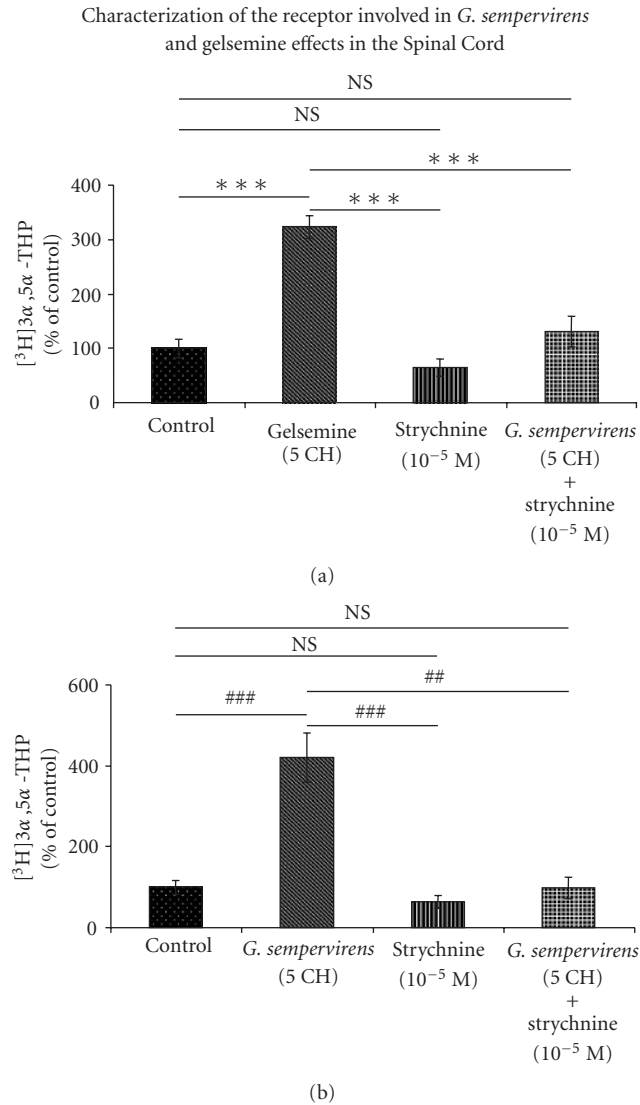 Characterization of the receptor involved in G. sempervirens
and gelsemine effects in the Spinal Cord
NS
NS
∗∗∗
∗∗∗
∗∗∗
[³H]3α,5α-THP
(% of control)
400
300
200
100
0
Control
Gelsemine
(5 CH)
Strychnine
(10⁻⁵ M)
G. sempervirens
(5 CH)
+
strychnine
(10⁻⁵ M)
(a)
NS
NS
##
###
###
[³H]3α,5α-THP
(% of control)
600
400
200
0
Control
G. sempervirens
(5 CH)
Strychnine
(10⁻⁵ M)
G. sempervirens
(5 CH)
+
strychnine
(10⁻⁵ M)
(b)